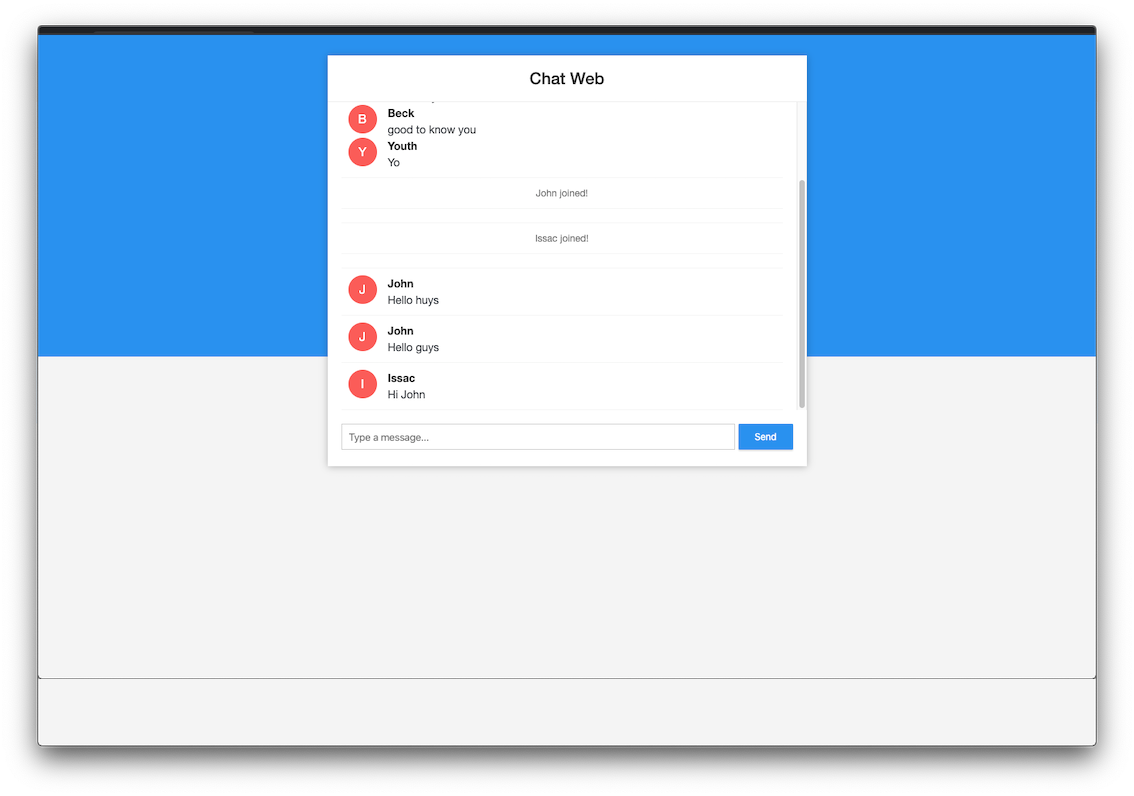 Chat Web
B
Beck
good to know you
Y
Youth
Yo
John joined!
Issac joined!
J
John
Hello huys
J
John
Hello guys
I
Issac
Hi John
Type a message...
Send